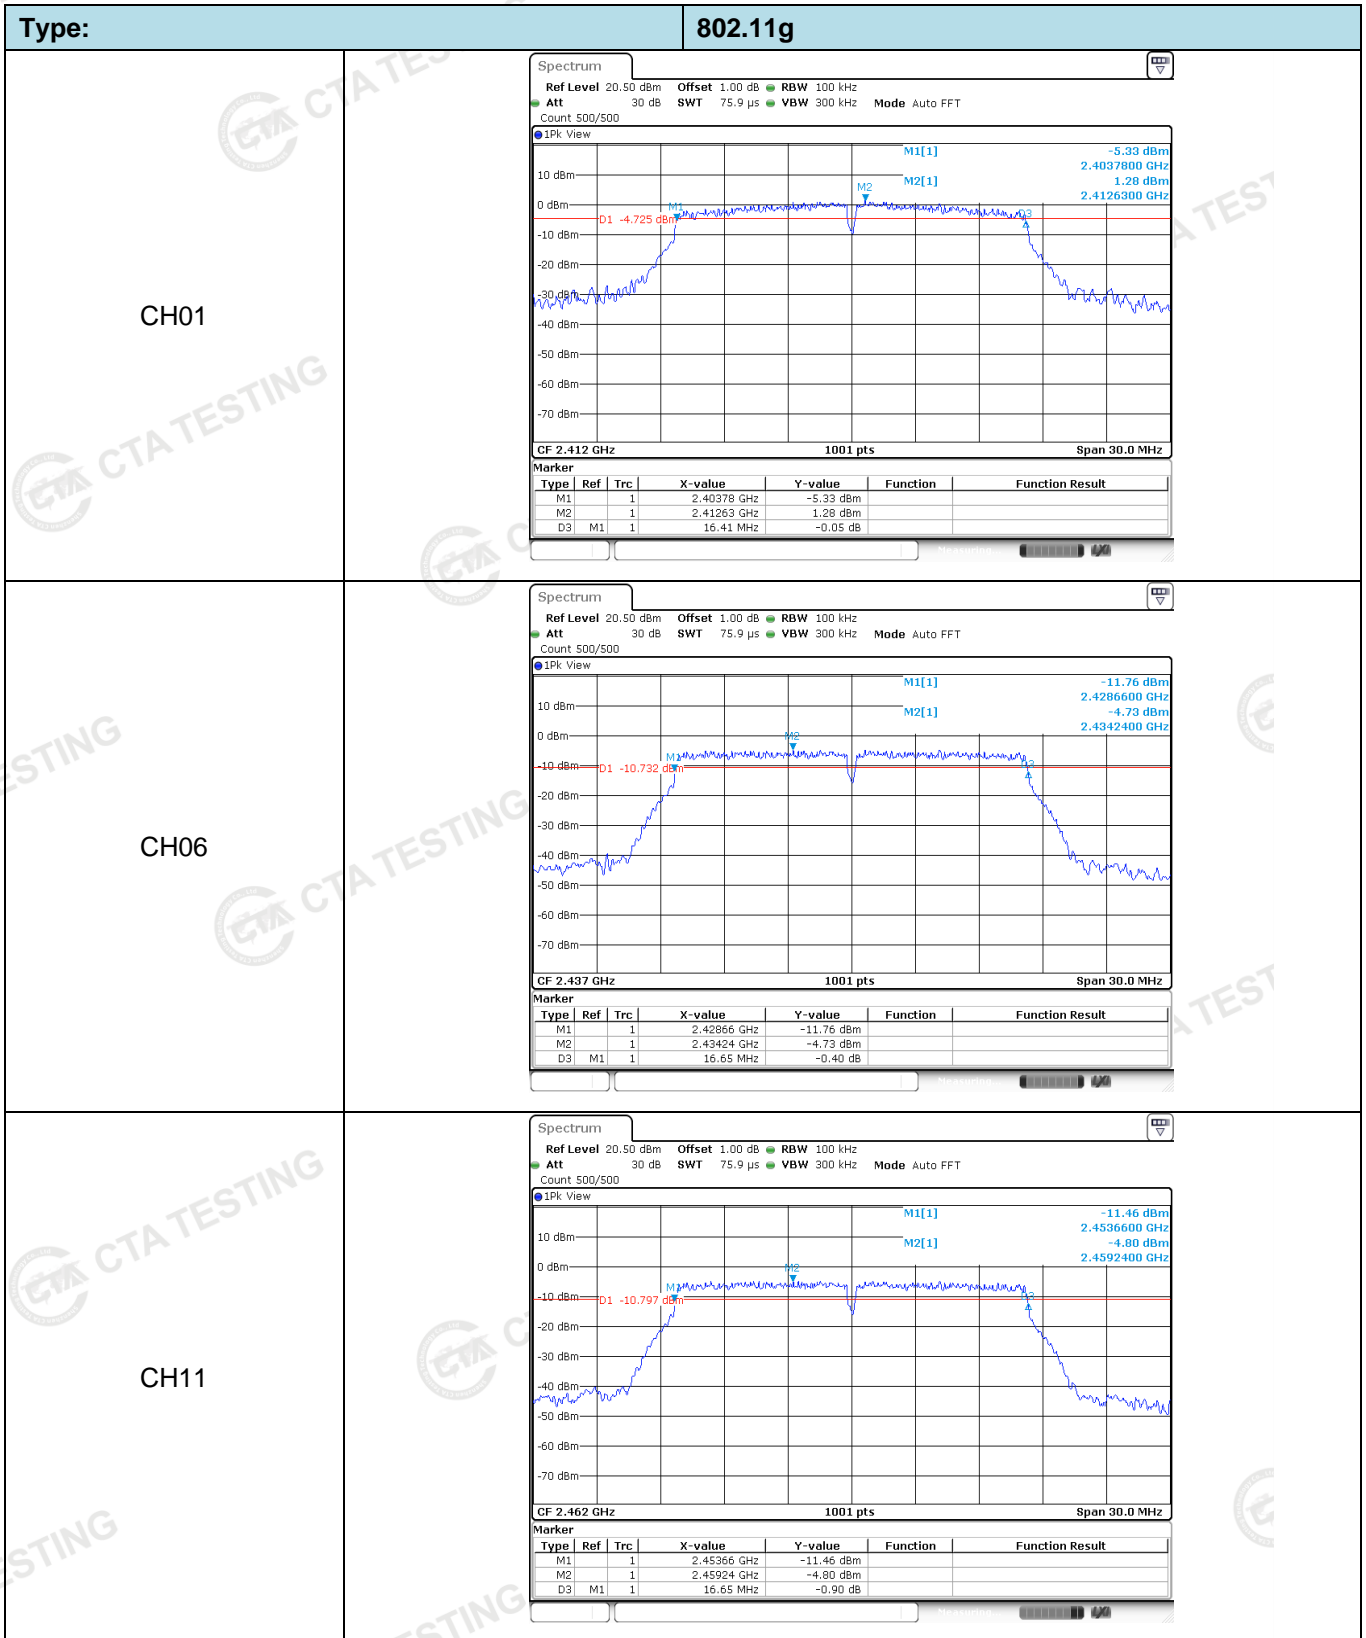 Type: 802.11g
CH01
Spectrum
Ref Level 20.50 dBm Offset 1.00 dB RBW 100 kHz
Att 30 dB SWT 75.9 µs VBW 300 kHz Mode Auto FFT
Count 500/500
1Pk View
M1[1] -5.33 dBm
2.4037800 GHz
10 dBm
M2[1] 1.28 dBm
2.4126300 GHz
M2
0 dBm
M1
D3
D1 -4.725 dBm
-10 dBm
-20 dBm
-30 dBm
-40 dBm
-50 dBm
-60 dBm
-70 dBm
CF 2.412 GHz 1001 pts Span 30.0 MHz
Marker
Type Ref Trc X-value Y-value Function Function Result
M1 1 2.40378 GHz -5.33 dBm
M2 1 2.41263 GHz 1.28 dBm
D3 M1 1 16.41 MHz -0.05 dB
Measuring
LXI
CH06
Spectrum
Ref Level 20.50 dBm Offset 1.00 dB RBW 100 kHz
Att 30 dB SWT 75.9 µs VBW 300 kHz Mode Auto FFT
Count 500/500
1Pk View
M1[1] -11.76 dBm
2.4286600 GHz
10 dBm
M2[1] -4.73 dBm
2.4342400 GHz
0 dBm
M2
M1
D3
-10 dBm
D1 -10.732 dBm
-20 dBm
-30 dBm
-40 dBm
-50 dBm
-60 dBm
-70 dBm
CF 2.437 GHz 1001 pts Span 30.0 MHz
Marker
Type Ref Trc X-value Y-value Function Function Result
M1 1 2.42866 GHz -11.76 dBm
M2 1 2.43424 GHz -4.73 dBm
D3 M1 1 16.65 MHz -0.40 dB
Measuring
LXI
CH11
Spectrum
Ref Level 20.50 dBm Offset 1.00 dB RBW 100 kHz
Att 30 dB SWT 75.9 µs VBW 300 kHz Mode Auto FFT
Count 500/500
1Pk View
M1[1] -11.46 dBm
2.4536600 GHz
10 dBm
M2[1] -4.80 dBm
2.4592400 GHz
0 dBm
M2
M1
D3
-10 dBm
D1 -10.797 dBm
-20 dBm
-30 dBm
-40 dBm
-50 dBm
-60 dBm
-70 dBm
CF 2.462 GHz 1001 pts Span 30.0 MHz
Marker
Type Ref Trc X-value Y-value Function Function Result
M1 1 2.45366 GHz -11.46 dBm
M2 1 2.45924 GHz -4.80 dBm
D3 M1 1 16.65 MHz -0.90 dB
Measuring
LXI
CTA TESTING